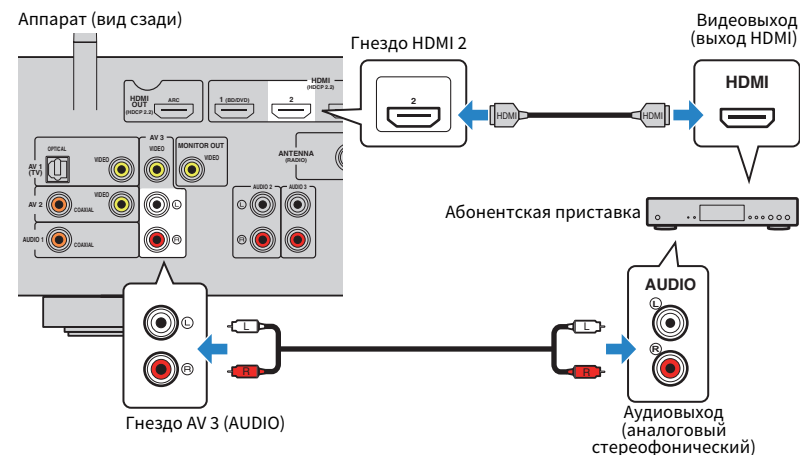 Аппарат (вид сзади)
Гнездо HDMI 2
Видеовыход
(выход HDMI)
HDMI
OUT
(HDCP 2.2)
ARC
1 (BD/DVD)
HDMI
(HDCP 2.2)
2
2
HDMI
HDMI
HDMI
OPTICAL
AV 1
(TV)
VIDEO
AV 3
VIDEO
MONITOR OUT
VIDEO
ANTENNA
(RADIO)
AV 2
COAXIAL
VIDEO
L
AUDIO 2
AUDIO 3
L
AUDIO 1
COAXIAL
R
R
Абонентская приставка
AUDIO
L
R
L
R
L
R
L
R
Гнездо AV 3 (AUDIO)
Аудиовыход
(аналоговый
стереофонический)